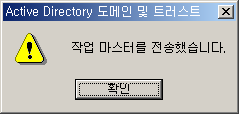 Active Directory 도메인 및 트러스트
작업 마스터를 전송했습니다.
확인